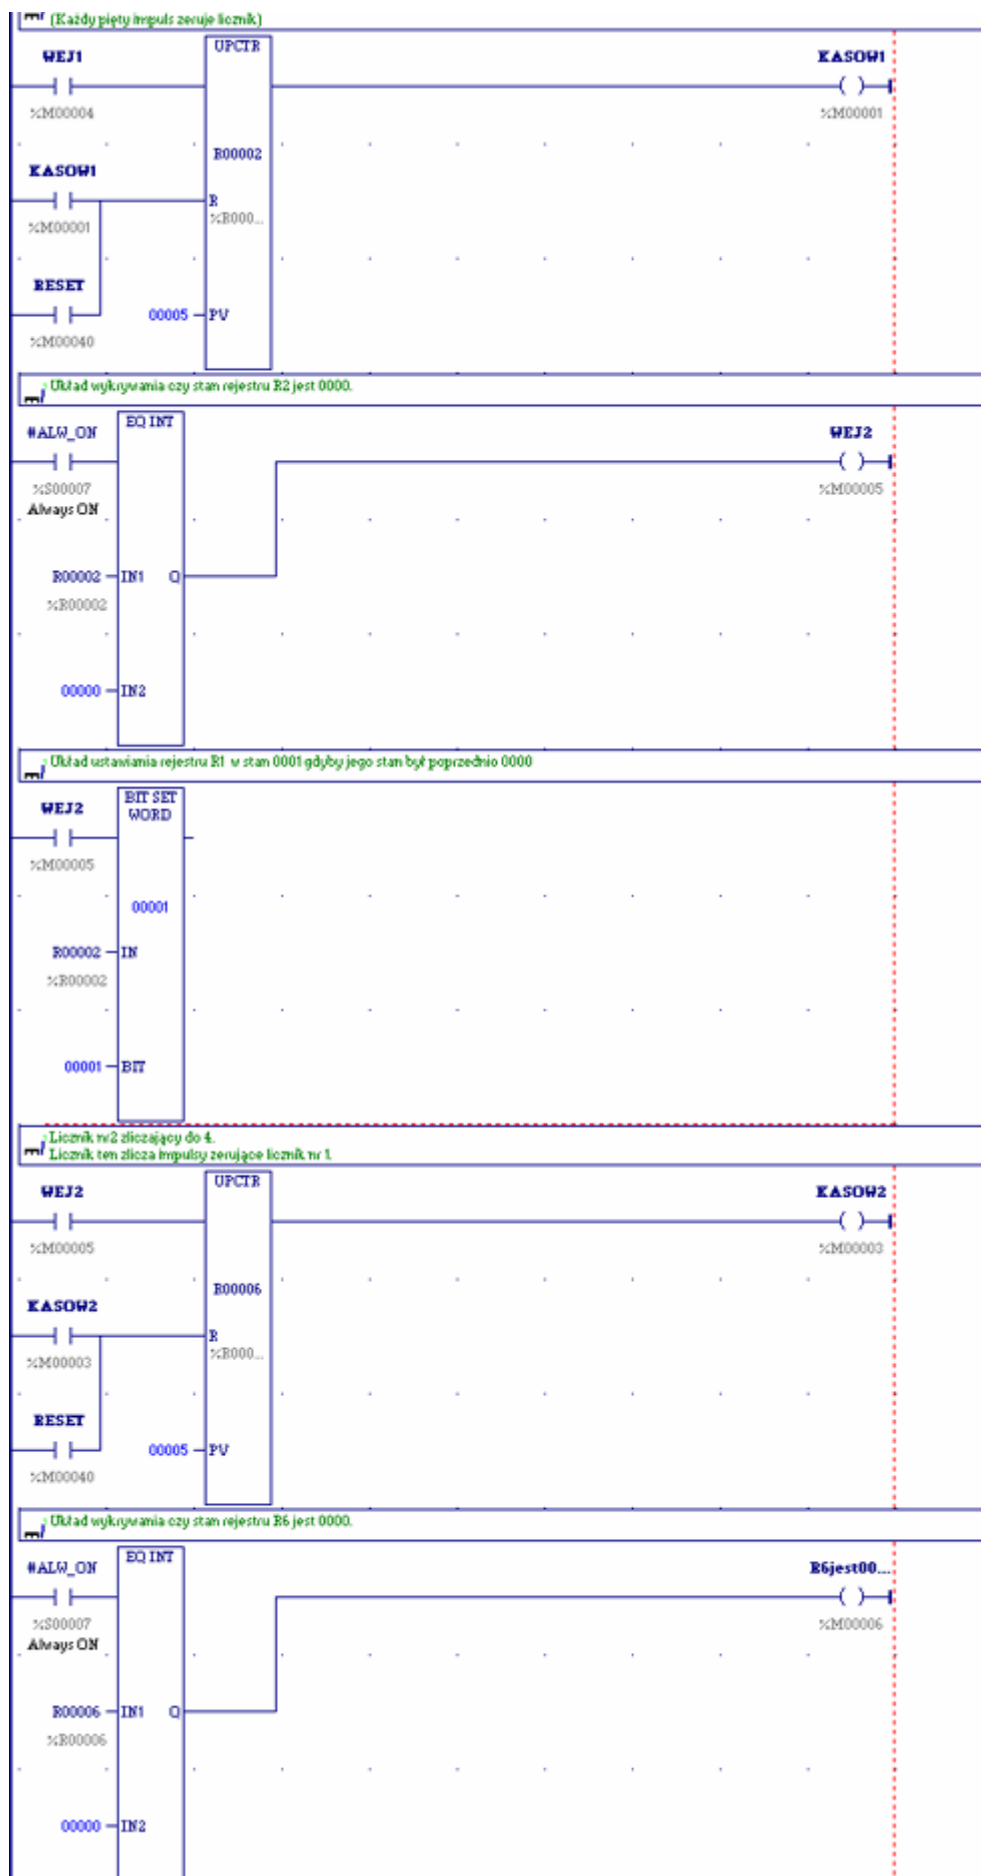 (Każdy piety impuls zeruje licznik)
UPCTR
WEJ1
KASOW1
%M00004
%M00001
R00002
KASOW1
R
%R000...
%M00001
RESET
00005
PV
%M00040
Układ wykrywania czy stan rejestru R2 jest 0000.
EQ INT
#ALW_ON
WEJ2
%S00007
%M00005
Always ON
R00002
IN1
Q
%R00002
00000
IN2
Układ ustawiania rejestru R1 w stan 0001 gdyby jego stan był poprzednio 0000
BIT SET
WORD
WEJ2
%M00005
00001
R00002
IN
%R00002
00001
BIT
Licznik nr2 zliczający do 4.
Licznik ten zlicza impulsy zerujące licznik nr 1.
UPCTR
WEJ2
KASOW2
%M00005
%M00003
R00006
KASOW2
R
%R000...
%M00003
RESET
00005
PV
%M00040
Układ wykrywania czy stan rejestru R6 jest 0000.
EQ INT
#ALW_ON
R6jest00...
%S00007
%M00006
Always ON
R00006
IN1
Q
%R00006
00000
IN2